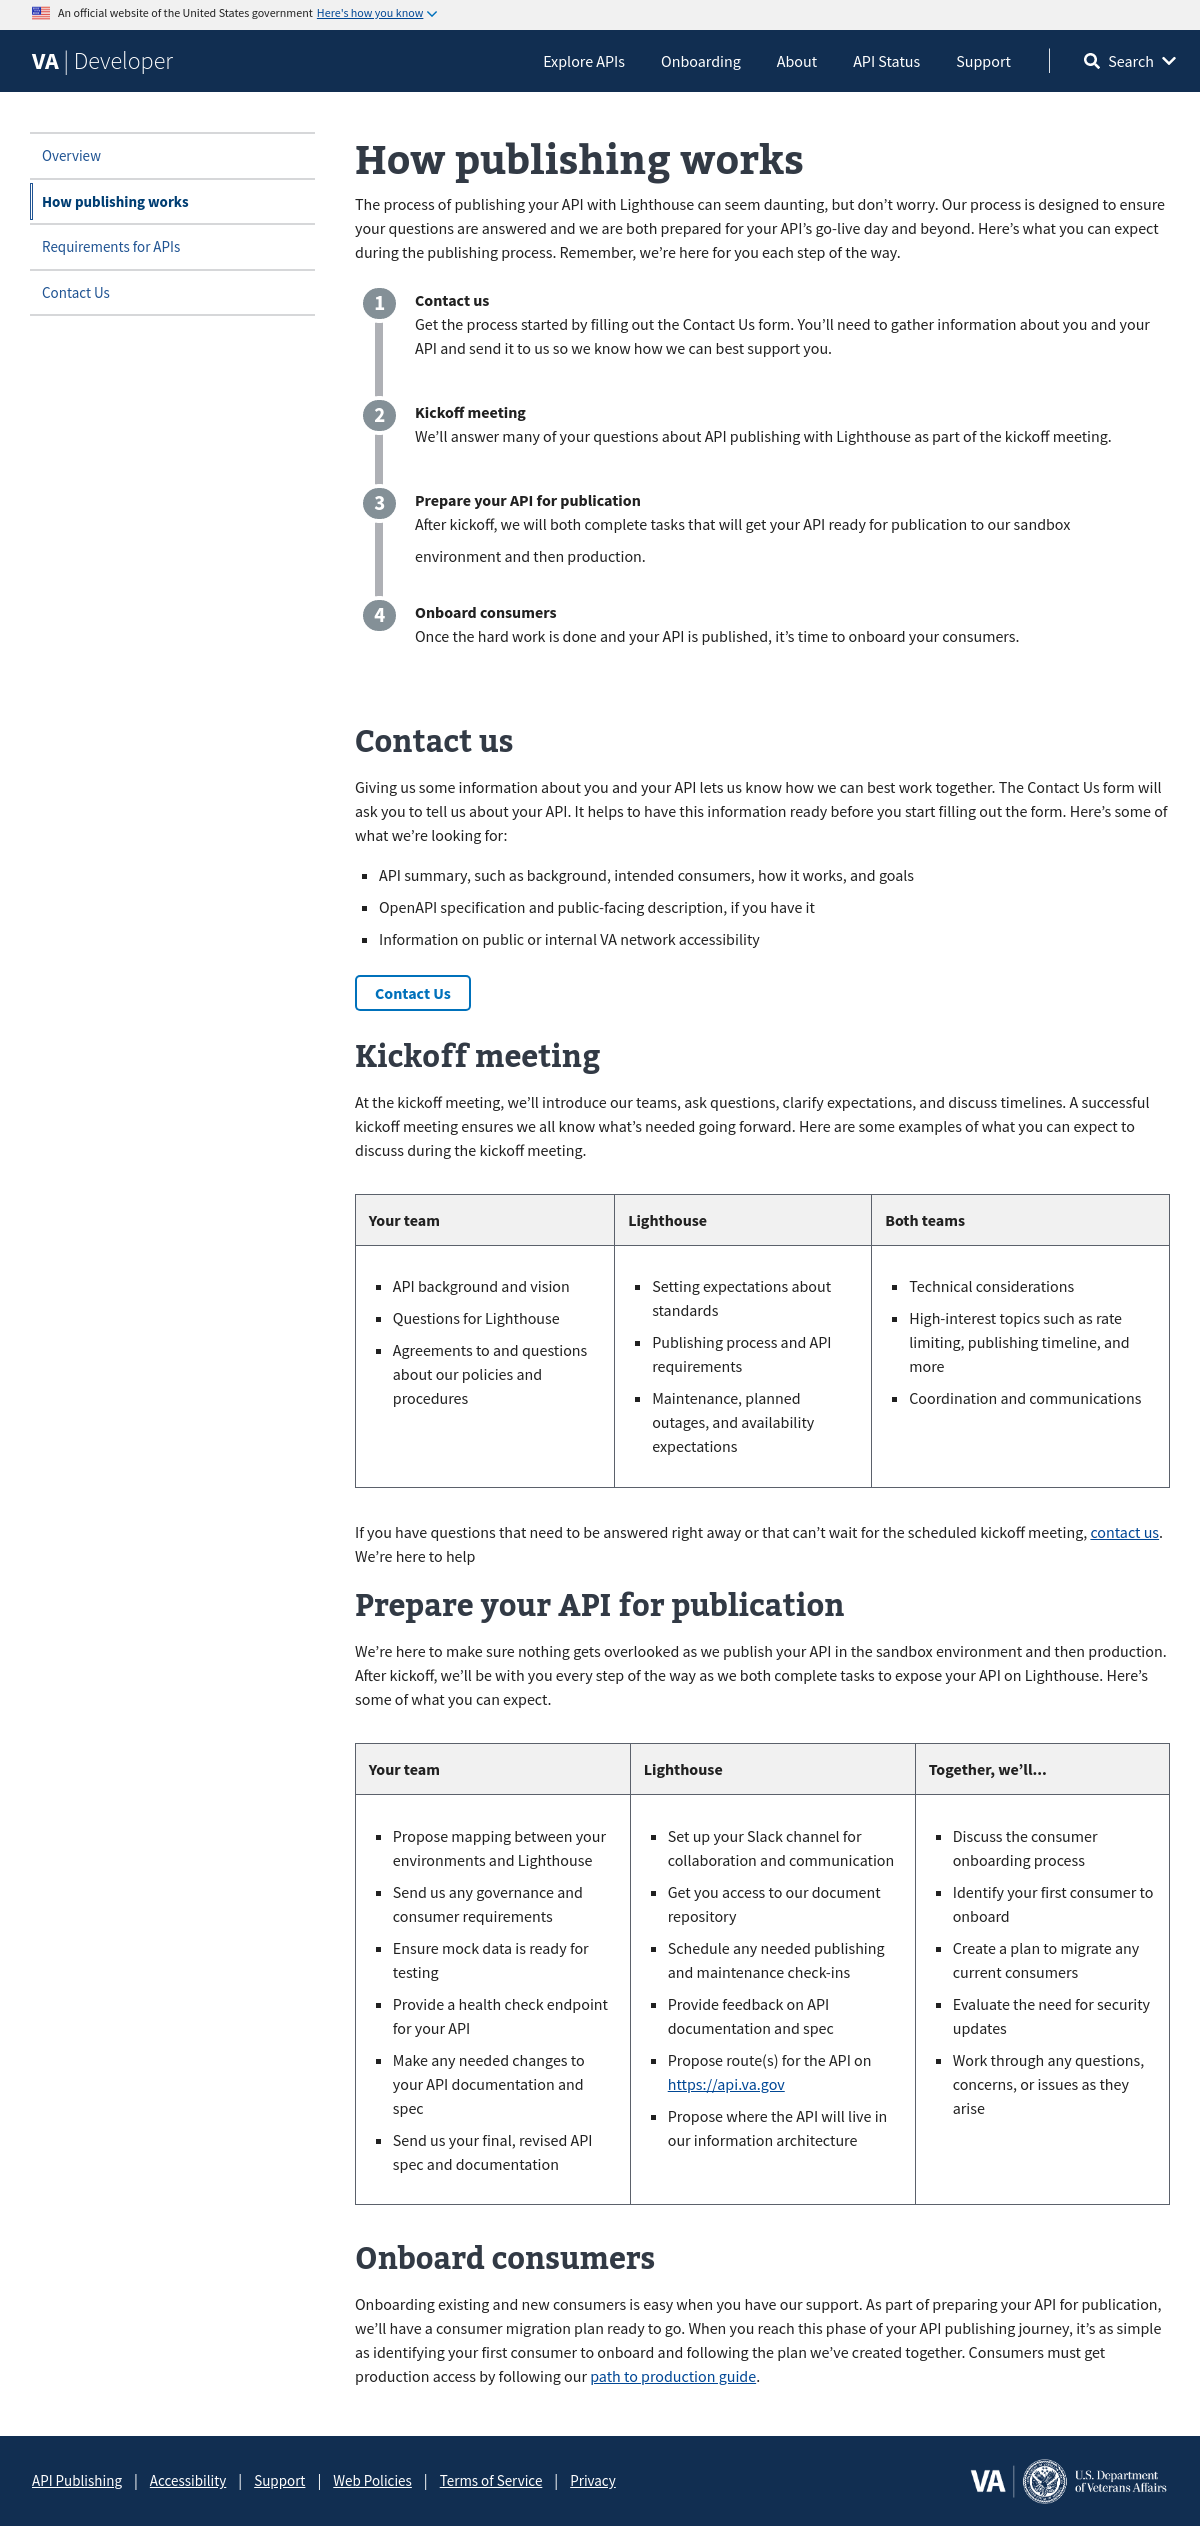 An official website of the United States government Here's how you know
VA | Developer
Explore APIs
Onboarding
About
API Status
Support
Search
Overview
How publishing works
Requirements for APIs
Contact Us
How publishing works
The process of publishing your API with Lighthouse can seem daunting, but don’t worry. Our process is designed to ensure
your questions are answered and we are both prepared for your API’s go-live day and beyond. Here’s what you can expect
during the publishing process. Remember, we’re here for you each step of the way.
1
Contact us
Get the process started by filling out the Contact Us form. You’ll need to gather information about you and your
API and send it to us so we know how we can best support you.
2
Kickoff meeting
We’ll answer many of your questions about API publishing with Lighthouse as part of the kickoff meeting.
3
Prepare your API for publication
After kickoff, we will both complete tasks that will get your API ready for publication to our sandbox
environment and then production.
4
Onboard consumers
Once the hard work is done and your API is published, it’s time to onboard your consumers.
Contact us
Giving us some information about you and your API lets us know how we can best work together. The Contact Us form will
ask you to tell us about your API. It helps to have this information ready before you start filling out the form. Here’s some of
what we’re looking for:
API summary, such as background, intended consumers, how it works, and goals
OpenAPI specification and public-facing description, if you have it
Information on public or internal VA network accessibility
Contact Us
Kickoff meeting
At the kickoff meeting, we’ll introduce our teams, ask questions, clarify expectations, and discuss timelines. A successful
kickoff meeting ensures we all know what’s needed going forward. Here are some examples of what you can expect to
discuss during the kickoff meeting.
Your team
Lighthouse
Both teams
API background and vision
Questions for Lighthouse
Agreements to and questions
about our policies and
procedures
Setting expectations about
standards
Publishing process and API
requirements
Maintenance, planned
outages, and availability
expectations
Technical considerations
High-interest topics such as rate
limiting, publishing timeline, and
more
Coordination and communications
If you have questions that need to be answered right away or that can’t wait for the scheduled kickoff meeting, contact us.
We’re here to help
Prepare your API for publication
We’re here to make sure nothing gets overlooked as we publish your API in the sandbox environment and then production.
After kickoff, we’ll be with you every step of the way as we both complete tasks to expose your API on Lighthouse. Here’s
some of what you can expect.
Your team
Lighthouse
Together, we’ll...
Propose mapping between your
environments and Lighthouse
Send us any governance and
consumer requirements
Ensure mock data is ready for
testing
Provide a health check endpoint
for your API
Make any needed changes to
your API documentation and
spec
Send us your final, revised API
spec and documentation
Set up your Slack channel for
collaboration and communication
Get you access to our document
repository
Schedule any needed publishing
and maintenance check-ins
Provide feedback on API
documentation and spec
Propose route(s) for the API on
https://api.va.gov
Propose where the API will live in
our information architecture
Discuss the consumer
onboarding process
Identify your first consumer to
onboard
Create a plan to migrate any
current consumers
Evaluate the need for security
updates
Work through any questions,
concerns, or issues as they
arise
Onboard consumers
Onboarding existing and new consumers is easy when you have our support. As part of preparing your API for publication,
we’ll have a consumer migration plan ready to go. When you reach this phase of your API publishing journey, it’s as simple
as identifying your first consumer to onboard and following the plan we’ve created together. Consumers must get
production access by following our path to production guide.
API Publishing | Accessibility | Support | Web Policies | Terms of Service | Privacy
VA
U.S. Department
of Veterans Affairs